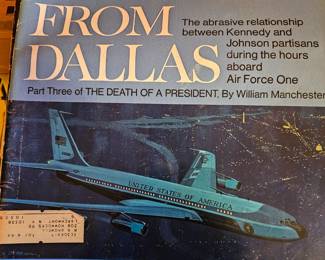 FROM
DALLAS
The abrasive relationship
between Kennedy and
Johnson partisans
during the hours
aboard
Air Force One
Part Three of THE DEATH OF A PRESIDENT, By William Manchester
UNITED STATES OF AMERICA